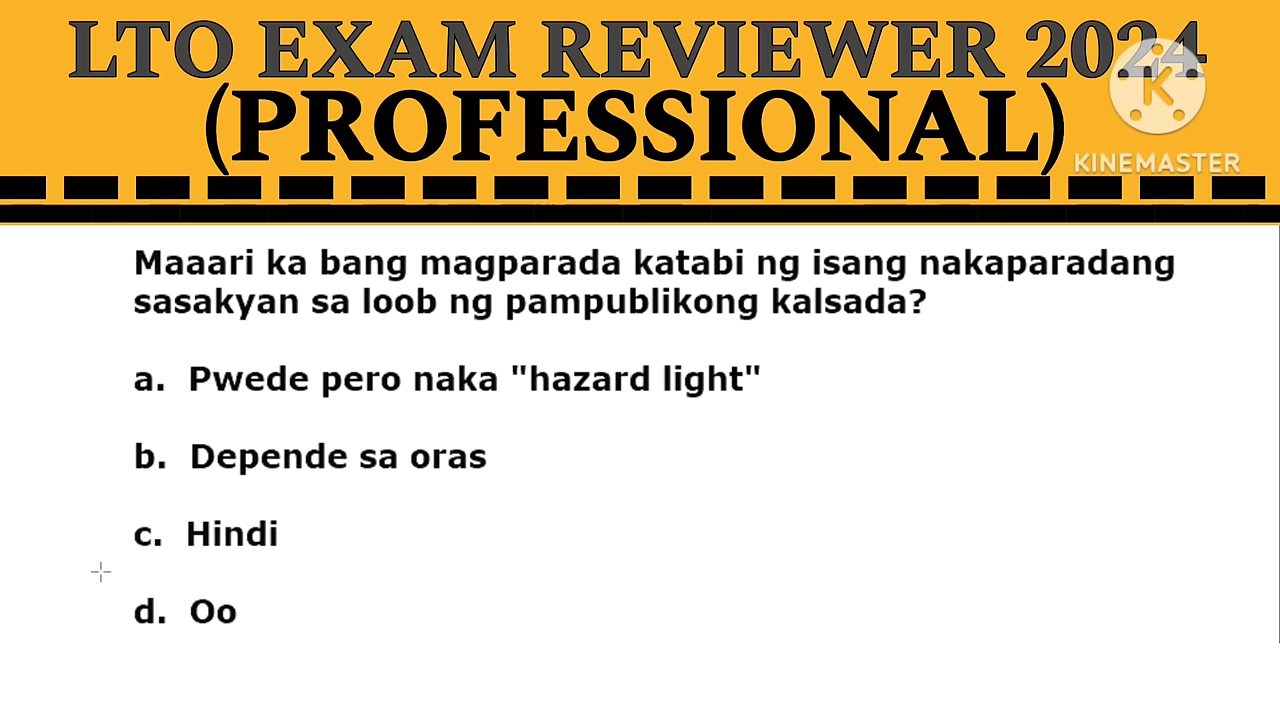 LTO EXAM REVIEWER 2024
(PROFESSIONAL)
K
KINEMASTER
Maaari ka bang magparada katabi ng isang nakaparadang
sasakyan sa loob ng pampublikong kalsada?
a. Pwede pero naka "hazard light"
b. Depende sa oras
c. Hindi
d. Oo